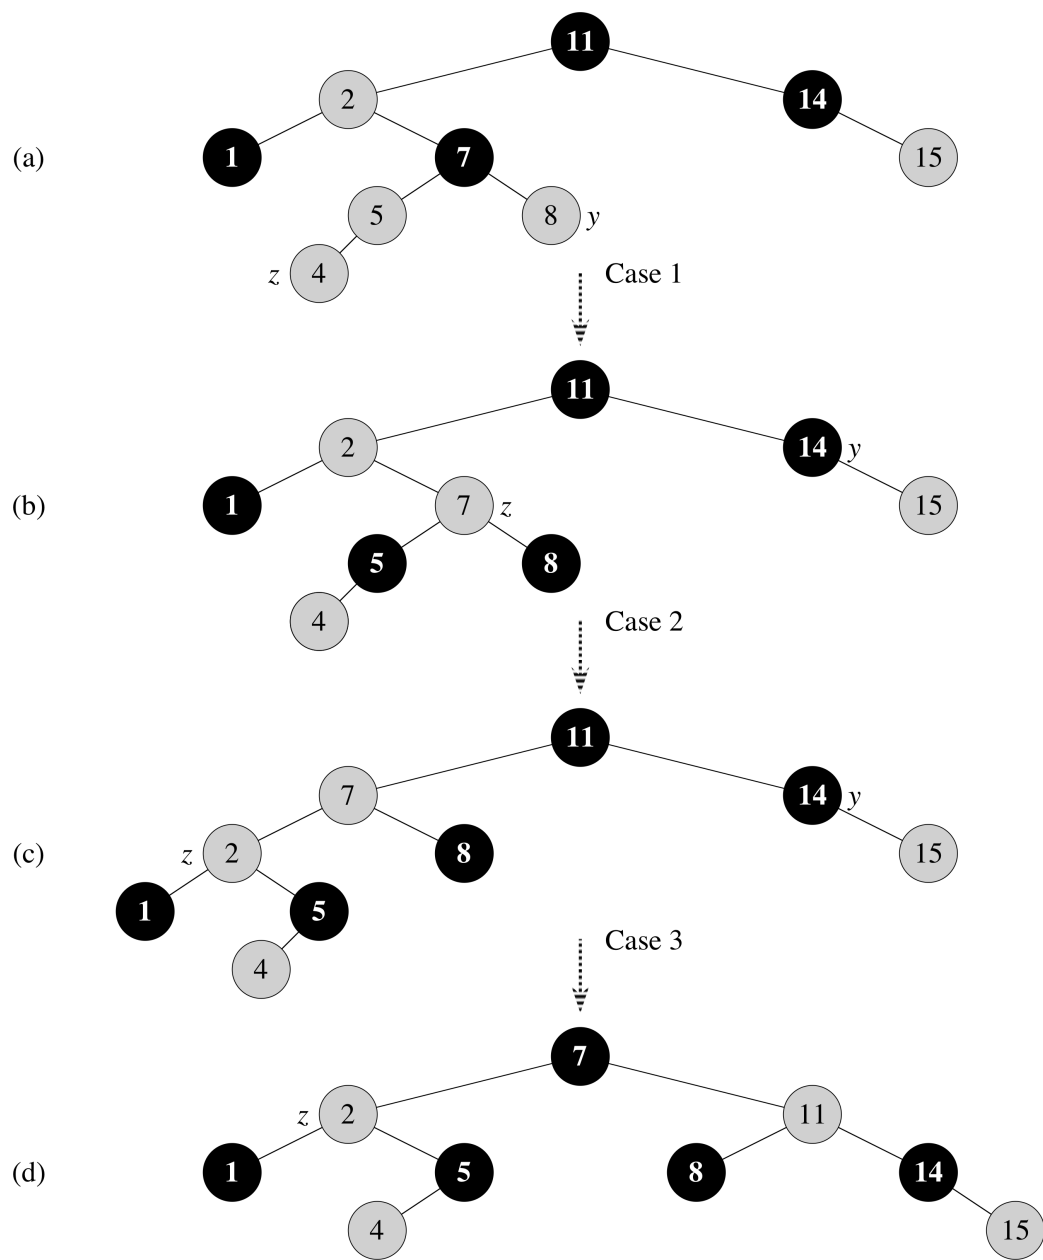 11
2 14
(a) 1 7 15
5 8 y
z 4 Case 1
11
2 14 y
(b) 1 7 z 15
5 8
4 Case 2
11
7 14 y
(c) z 2 8 15
1 5
4 Case 3
7
z 2 11
(d) 1 5 8 14
4 15